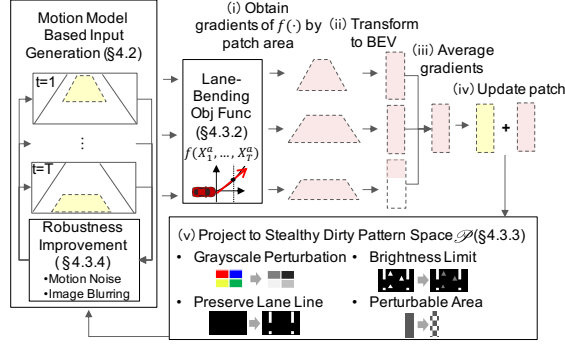 Motion Model
Based Input
Generation (§4.2)
t=1
⋮
t=T
Robustness
Improvement
(§4.3.4)
•Motion Noise
•Image Blurring
(i) Obtain
gradients of f(·) by
patch area
Lane-
Bending
Obj Func
(§4.3.2)
f(X₁ᵃ, ..., X_Tᵃ)
(ii) Transform
to BEV
(iii) Average
gradients
(iv) Update patch
+
(v) Project to Stealthy Dirty Pattern Space 𝒫 (§4.3.3)
• Grayscale Perturbation
• Brightness Limit
• Preserve Lane Line
• Perturbable Area